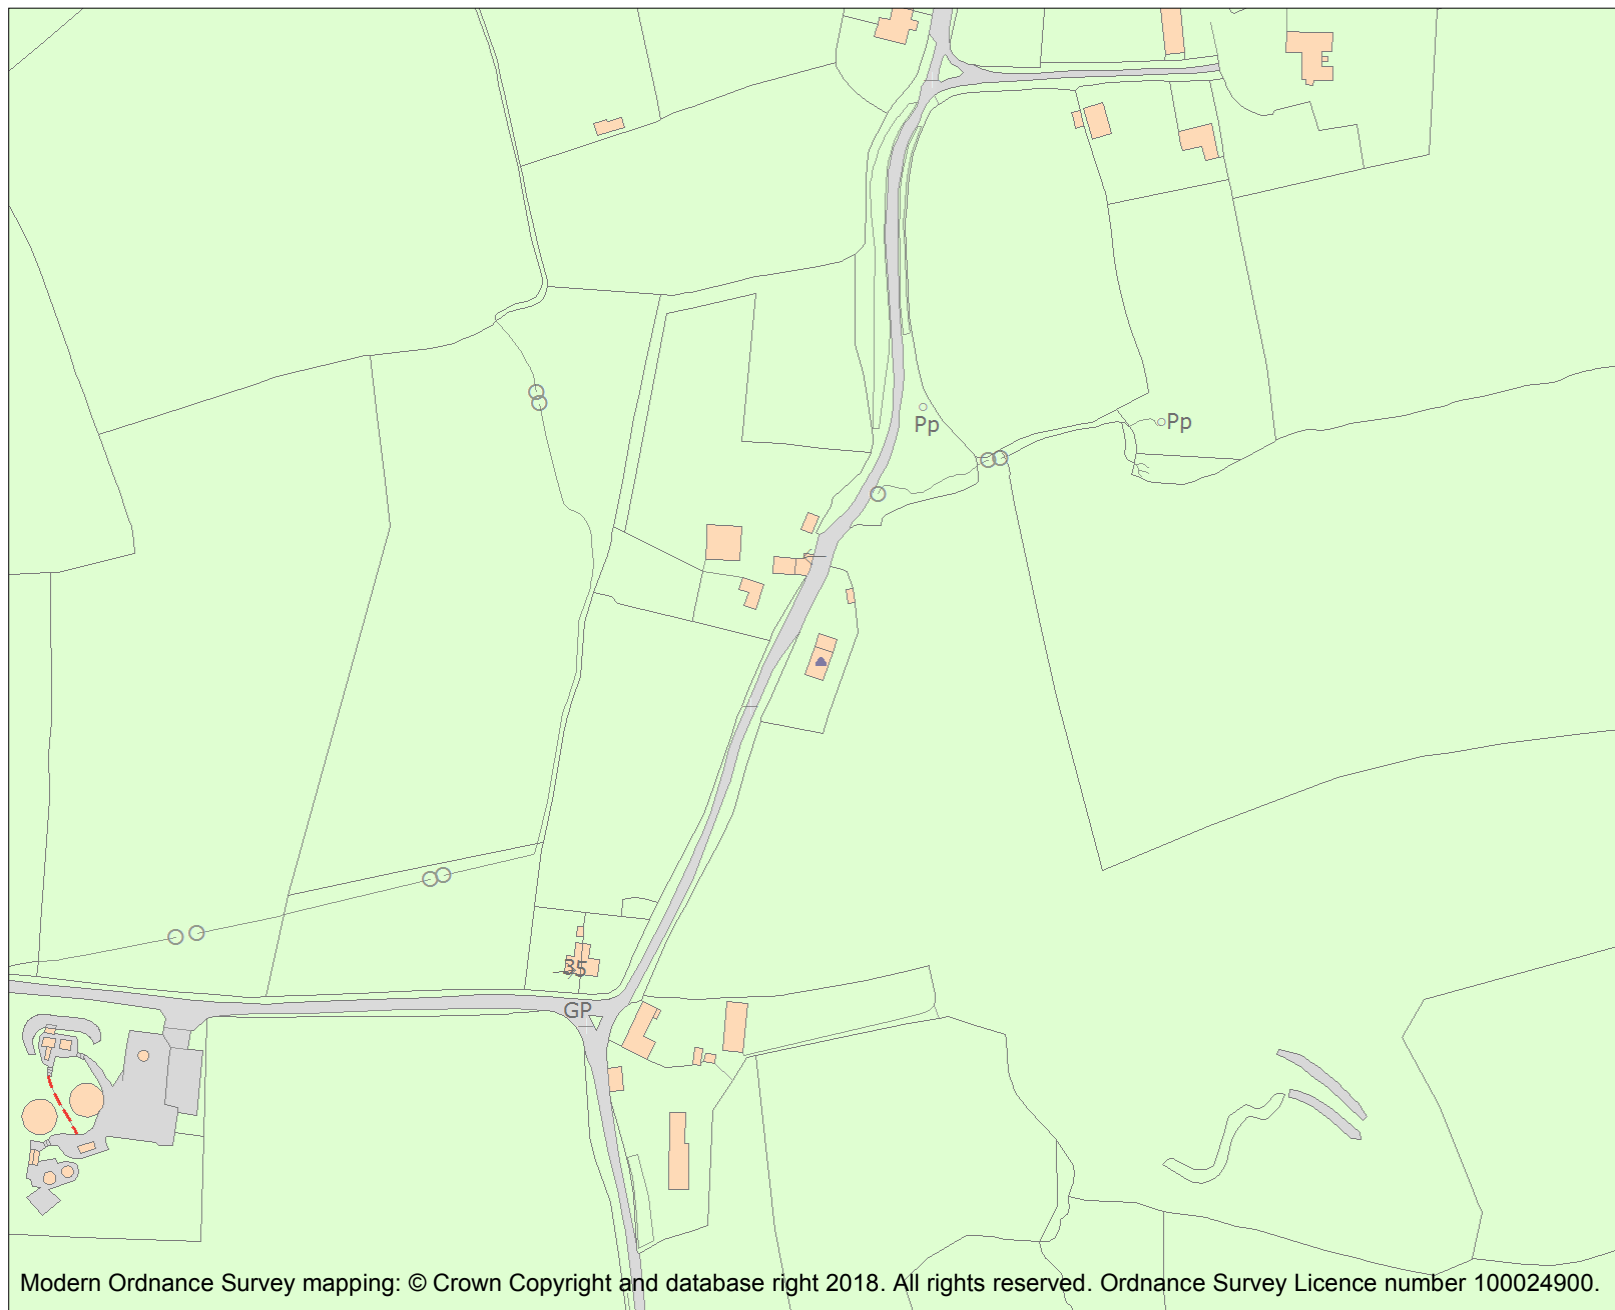 Pp
Pp
35
GP
Modern Ordnance Survey mapping: © Crown Copyright and database right 2018. All rights reserved. Ordnance Survey Licence number 100024900.